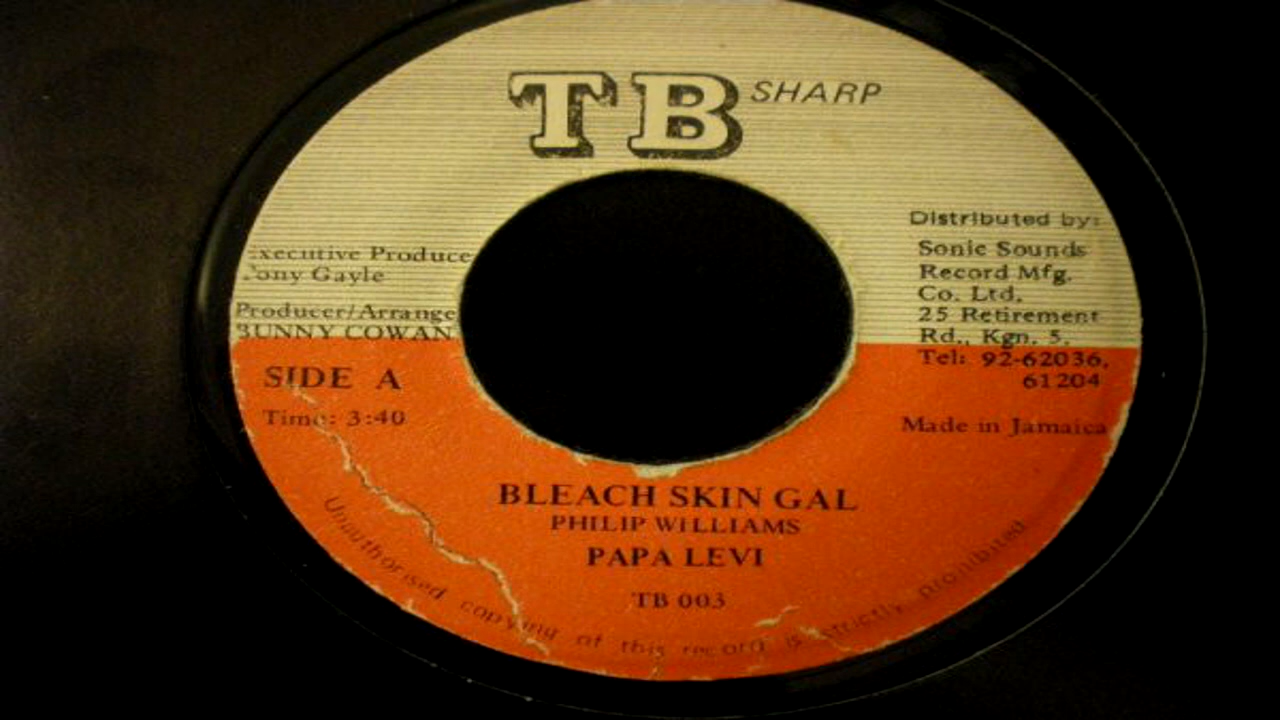 TB SHARP
Executive Produce
Tony Gayle
Producer/Arrange
BUNNY COWAN
SIDE A
Time: 3:40
Distributed by:
Sonic Sounds
Record Mfg.
Co. Ltd.
25 Retirement
Rd., Kgn. 5.
Tel: 92-62036,
61204
Made in Jamaica
BLEACH SKIN GAL
PHILIP WILLIAMS
PAPA LEVI
TB 003
Unauthorised copying of this record is strictly prohibited